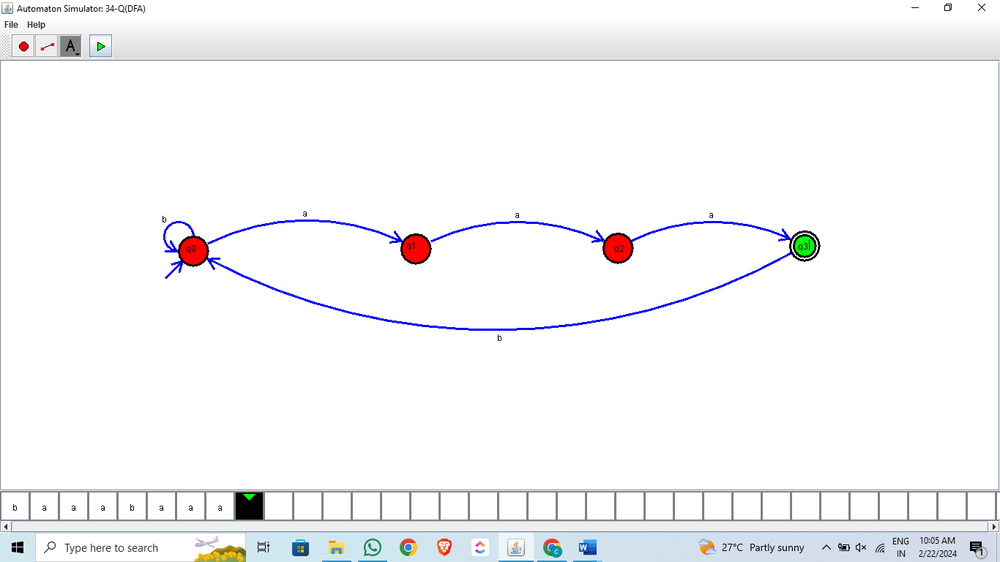 Automaton Simulator: 34-Q(DFA)
File Help
A
b
a
a
a
q0
q1
q2
q3
b
b a a a b a a a
Type here to search
27°C Partly sunny
ENG
IN
10:05 AM
2/22/2024
1